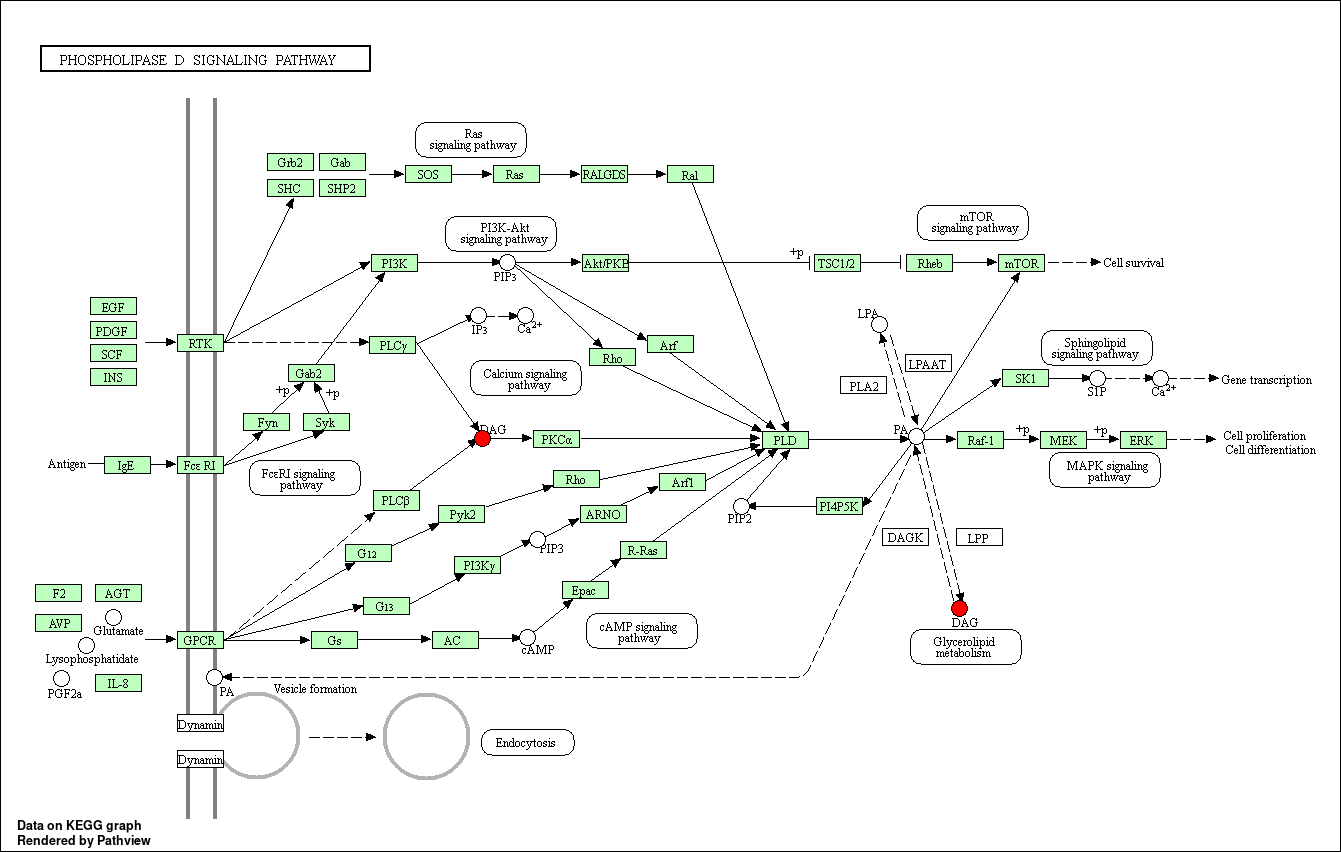 PHOSPHOLIPASE D SIGNALING PATHWAY
Ras
signaling pathway
Grb2
Gab
SHC
SHP2
SOS
Ras
RALGDS
Ral
PI3K-Akt
signaling pathway
mTOR
signaling pathway
PI3K
PIP3
Akt/PKB
+p
TSC1/2
Rheb
mTOR
Cell survival
EGF
PDGF
SCF
INS
RTK
PLCγ
IP3
Ca2+
Rho
Arf
LPA
LPAAT
PLA2
Sphingolipid
signaling pathway
Gab2
+p
+p
Calcium signaling
pathway
SK1
S1P
Ca2+
Gene transcription
Fyn
Syk
DAG
PKCα
PLD
PA
Raf-1
+p
MEK
+p
ERK
Cell proliferation
Cell differentiation
Antigen
IgE
Fcε RI
FcεRI signaling
pathway
MAPK signaling
pathway
PLCβ
Rho
Arf1
Pyk2
ARNO
PIP2
PI4P5K
G12
PIP3
R-Ras
DAGK
LPP
PI3Kγ
Epac
G13
F2
AGT
AVP
Glutamate
Lysophosphatidate
PGF2a
IL-8
GPCR
Gs
AC
cAMP
cAMP signaling
pathway
DAG
Glycerolipid
metabolism
PA
Vesicle formation
Dynamin
Dynamin
Endocytosis
Data on KEGG graph
Rendered by Pathview